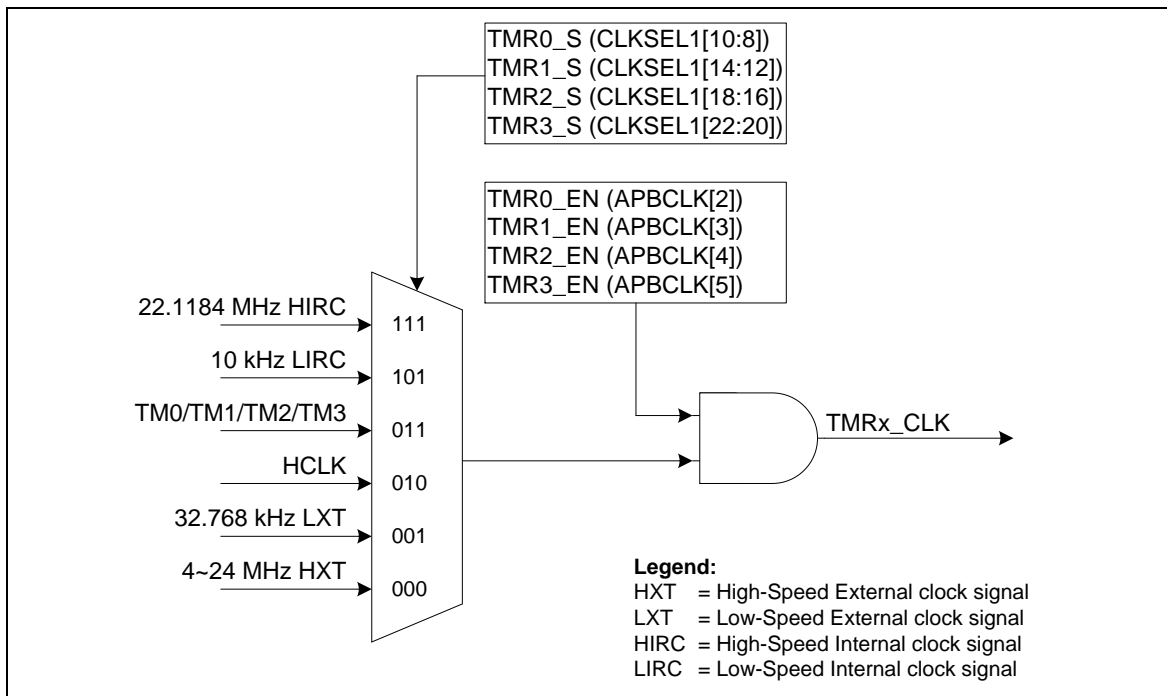 TMR0_S (CLKSEL1[10:8])
TMR1_S (CLKSEL1[14:12])
TMR2_S (CLKSEL1[18:16])
TMR3_S (CLKSEL1[22:20])
TMR0_EN (APBCLK[2])
TMR1_EN (APBCLK[3])
TMR2_EN (APBCLK[4])
TMR3_EN (APBCLK[5])
22.1184 MHz HIRC 111
10 kHz LIRC 101
TM0/TM1/TM2/TM3 011
TMRx_CLK
HCLK 010
32.768 kHz LXT 001
4~24 MHz HXT 000
Legend:
HXT = High-Speed External clock signal
LXT = Low-Speed External clock signal
HIRC = High-Speed Internal clock signal
LIRC = Low-Speed Internal clock signal